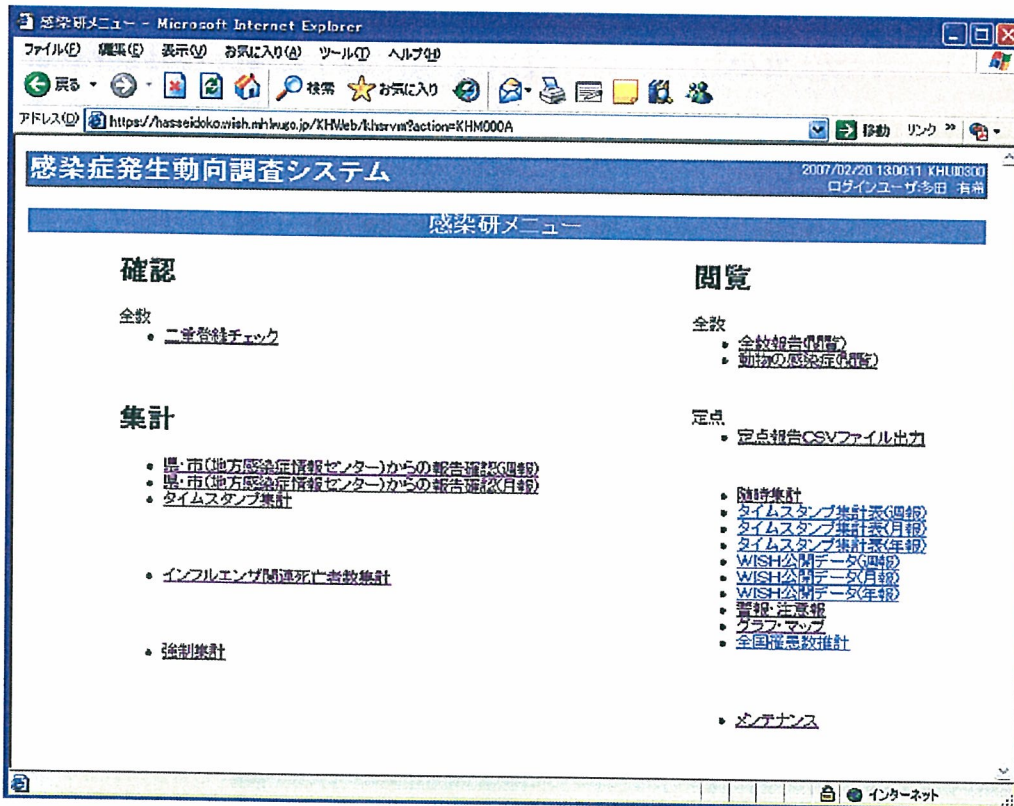 感染研メニュー - Microsoft Internet Explorer
ファイル(F) 編集(E) 表示(V) お気に入り(A) ツール(T) ヘルプ(H)
戻る 検索 お気に入り
アドレス(D) https://hasseidoko.wish.mhlw.go.jp/KHWeb/khsrvm?action=KHM000A 移動 リンク »
感染症発生動向調査システム
2007/02/20 13:00:11 KHU00300
ログインユーザ:多田 有希
感染研メニュー
確認
全数
• 二重登録チェック
集計
• 県・市(地方感染症情報センター)からの報告確認(週報)
• 県・市(地方感染症情報センター)からの報告確認(月報)
• タイムスタンプ集計
• インフルエンザ関連死亡者数集計
• 強制集計
閲覧
全数
• 全数報告(閲覧)
• 動物の感染症(閲覧)
定点
• 定点報告CSVファイル出力
• 随時集計
• タイムスタンプ集計表(週報)
• タイムスタンプ集計表(月報)
• タイムスタンプ集計表(年報)
• WISH公開データ(週報)
• WISH公開データ(月報)
• WISH公開データ(年報)
• 警報・注意報
• グラフ・マップ
• 全国罹患数推計
• メンテナンス
インターネット